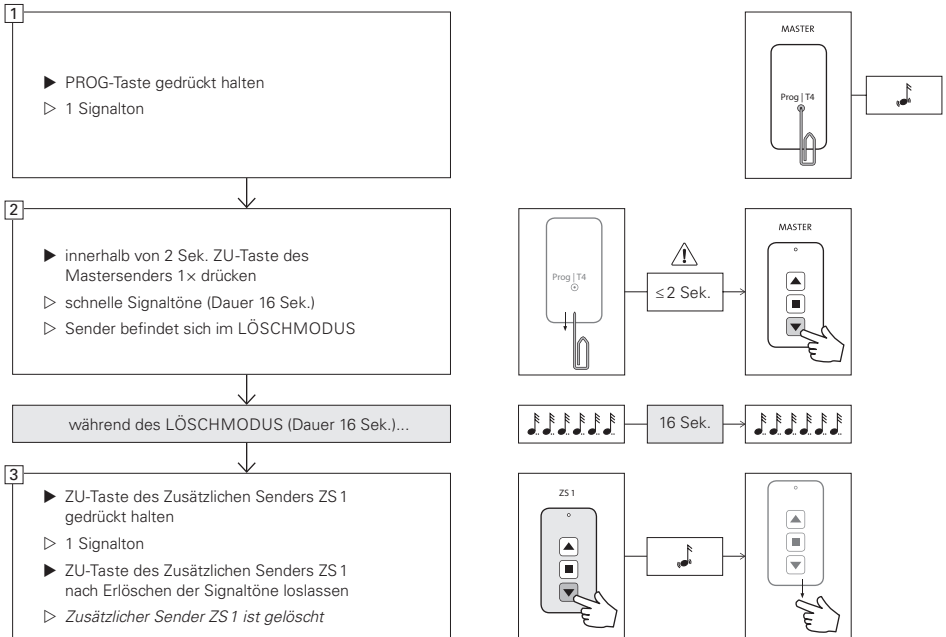 1
▶ PROG-Taste gedrückt halten
▷ 1 Signalton
MASTER
Prog | T4
2
▶ innerhalb von 2 Sek. ZU-Taste des
Mastersenders 1× drücken
▷ schnelle Signaltöne (Dauer 16 Sek.)
▷ Sender befindet sich im LÖSCHMODUS
Prog | T4
≤2 Sek.
MASTER
während des LÖSCHMODUS (Dauer 16 Sek.)...
16 Sek.
3
▶ ZU-Taste des Zusätzlichen Senders ZS 1
gedrückt halten
▷ 1 Signalton
▶ ZU-Taste des Zusätzlichen Senders ZS 1
nach Erlöschen der Signaltöne loslassen
▷ Zusätzlicher Sender ZS 1 ist gelöscht
ZS 1